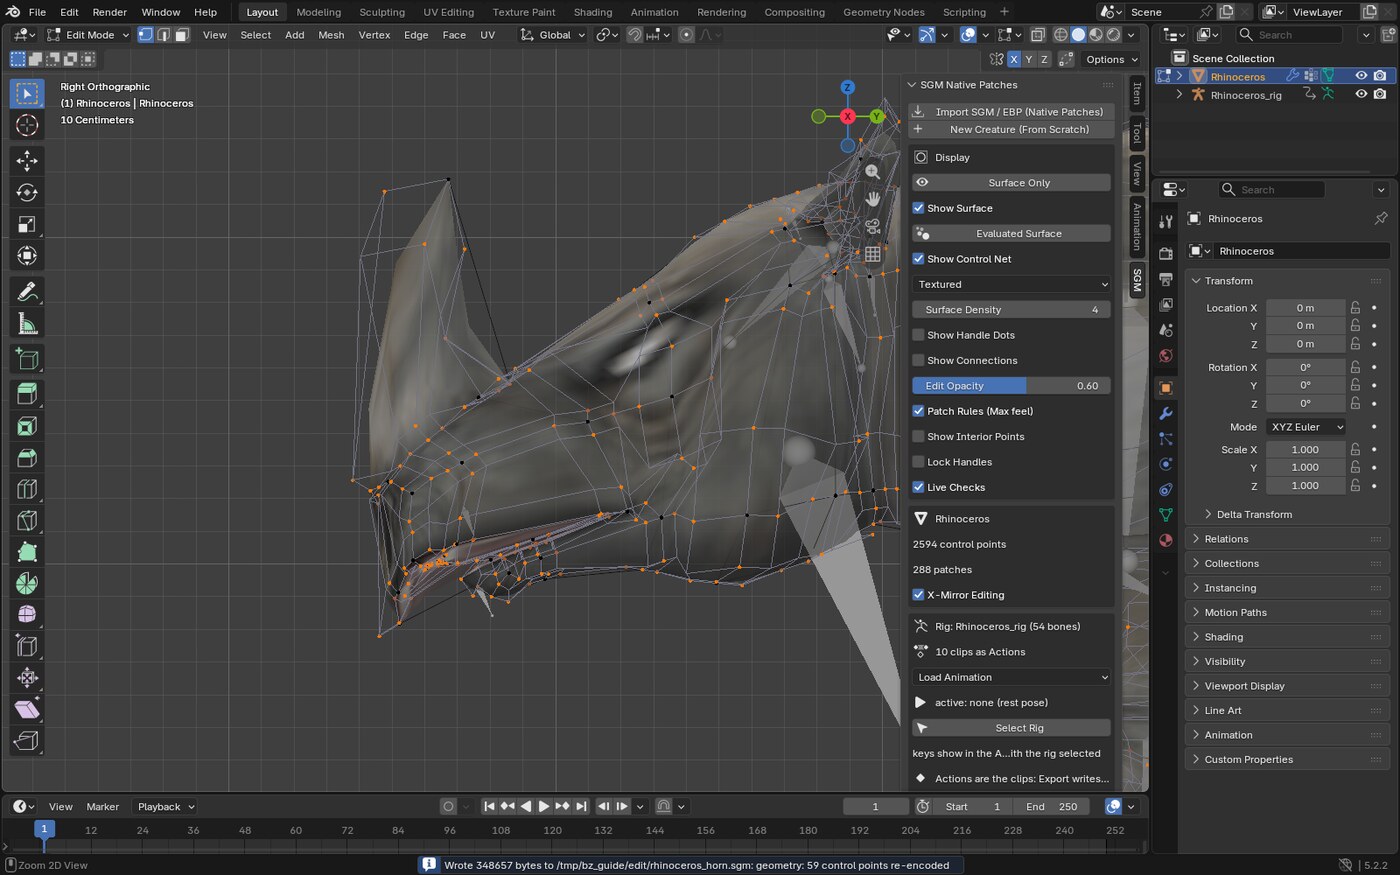 File Edit Render Window Help Layout Modeling Sculpting UV Editing Texture Paint Shading Animation Rendering Compositing Geometry Nodes Scripting + Scene ViewLayer
Edit Mode View Select Add Mesh Vertex Edge Face UV Global Search
X Y Z Options
Scene Collection
Rhinoceros
Rhinoceros_rig
Right Orthographic
(1) Rhinoceros | Rhinoceros
10 Centimeters
Z
X
Y
SGM Native Patches
Import SGM / EBP (Native Patches)
New Creature (From Scratch)
Display
Surface Only
Show Surface
Evaluated Surface
Show Control Net
Textured
Surface Density 4
Show Handle Dots
Show Connections
Edit Opacity 0.60
Patch Rules (Max feel)
Show Interior Points
Lock Handles
Live Checks
Rhinoceros
2594 control points
288 patches
X-Mirror Editing
Rig: Rhinoceros_rig (54 bones)
10 clips as Actions
Load Animation
active: none (rest pose)
Select Rig
keys show in the A...ith the rig selected
Actions are the clips: Export writes...
Item
Tool
View
Animation
SGM
Search
Rhinoceros
Rhinoceros
Transform
Location X 0 m
Y 0 m
Z 0 m
Rotation X 0°
Y 0°
Z 0°
Mode XYZ Euler
Scale X 1.000
Y 1.000
Z 1.000
Delta Transform
Relations
Collections
Instancing
Motion Paths
Shading
Visibility
Viewport Display
Line Art
Animation
Custom Properties
View Marker Playback 1 Start 1 End 250
1 12 24 36 48 60 72 84 96 108 120 132 144 156 168 180 192 204 216 228 240 252
Zoom 2D View Wrote 348657 bytes to /tmp/bz_guide/edit/rhinoceros_horn.sgm: geometry: 59 control points re-encoded 5.2.2